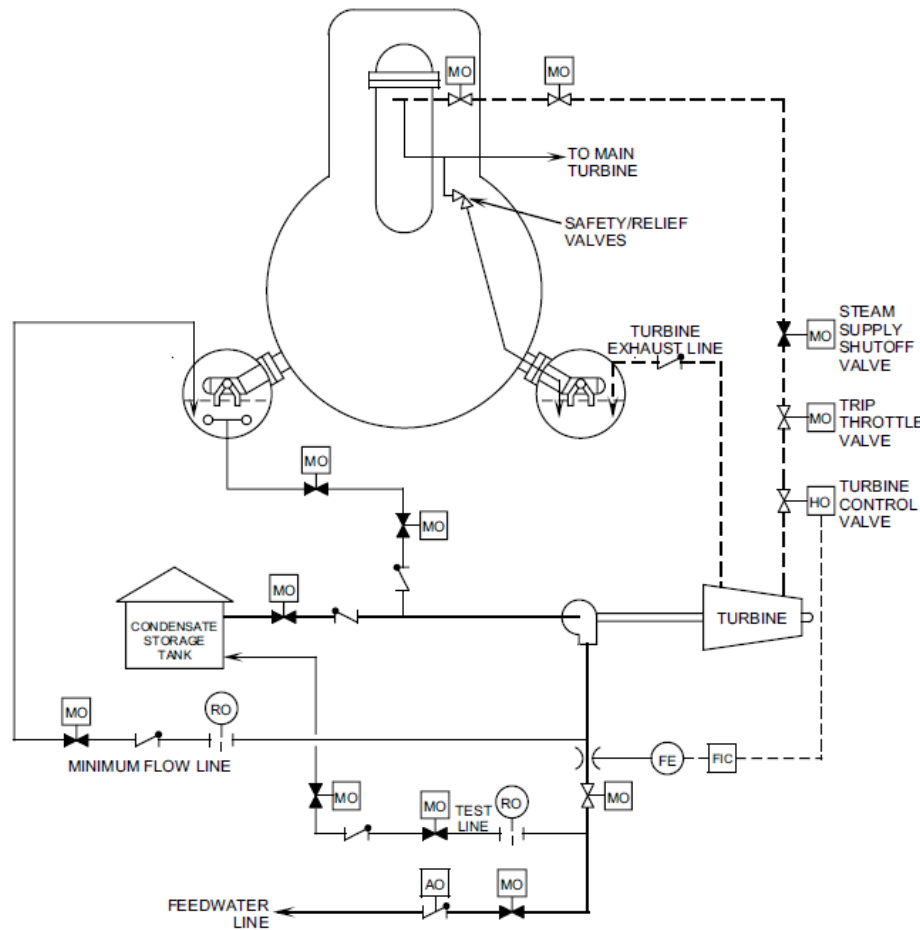 MO
MO
TO MAIN
TURBINE
SAFETY/RELIEF
VALVES
TURBINE
EXHAUST LINE
MO
STEAM
SUPPLY
SHUTOFF
VALVE
MO
TRIP
THROTTLE
VALVE
MO
HO
TURBINE
CONTROL
VALVE
MO
MO
CONDENSATE
STORAGE
TANK
TURBINE
MO
RO
MINIMUM FLOW LINE
FE
FIC
MO
MO
TEST
LINE
RO
MO
AO
MO
FEEDWATER
LINE